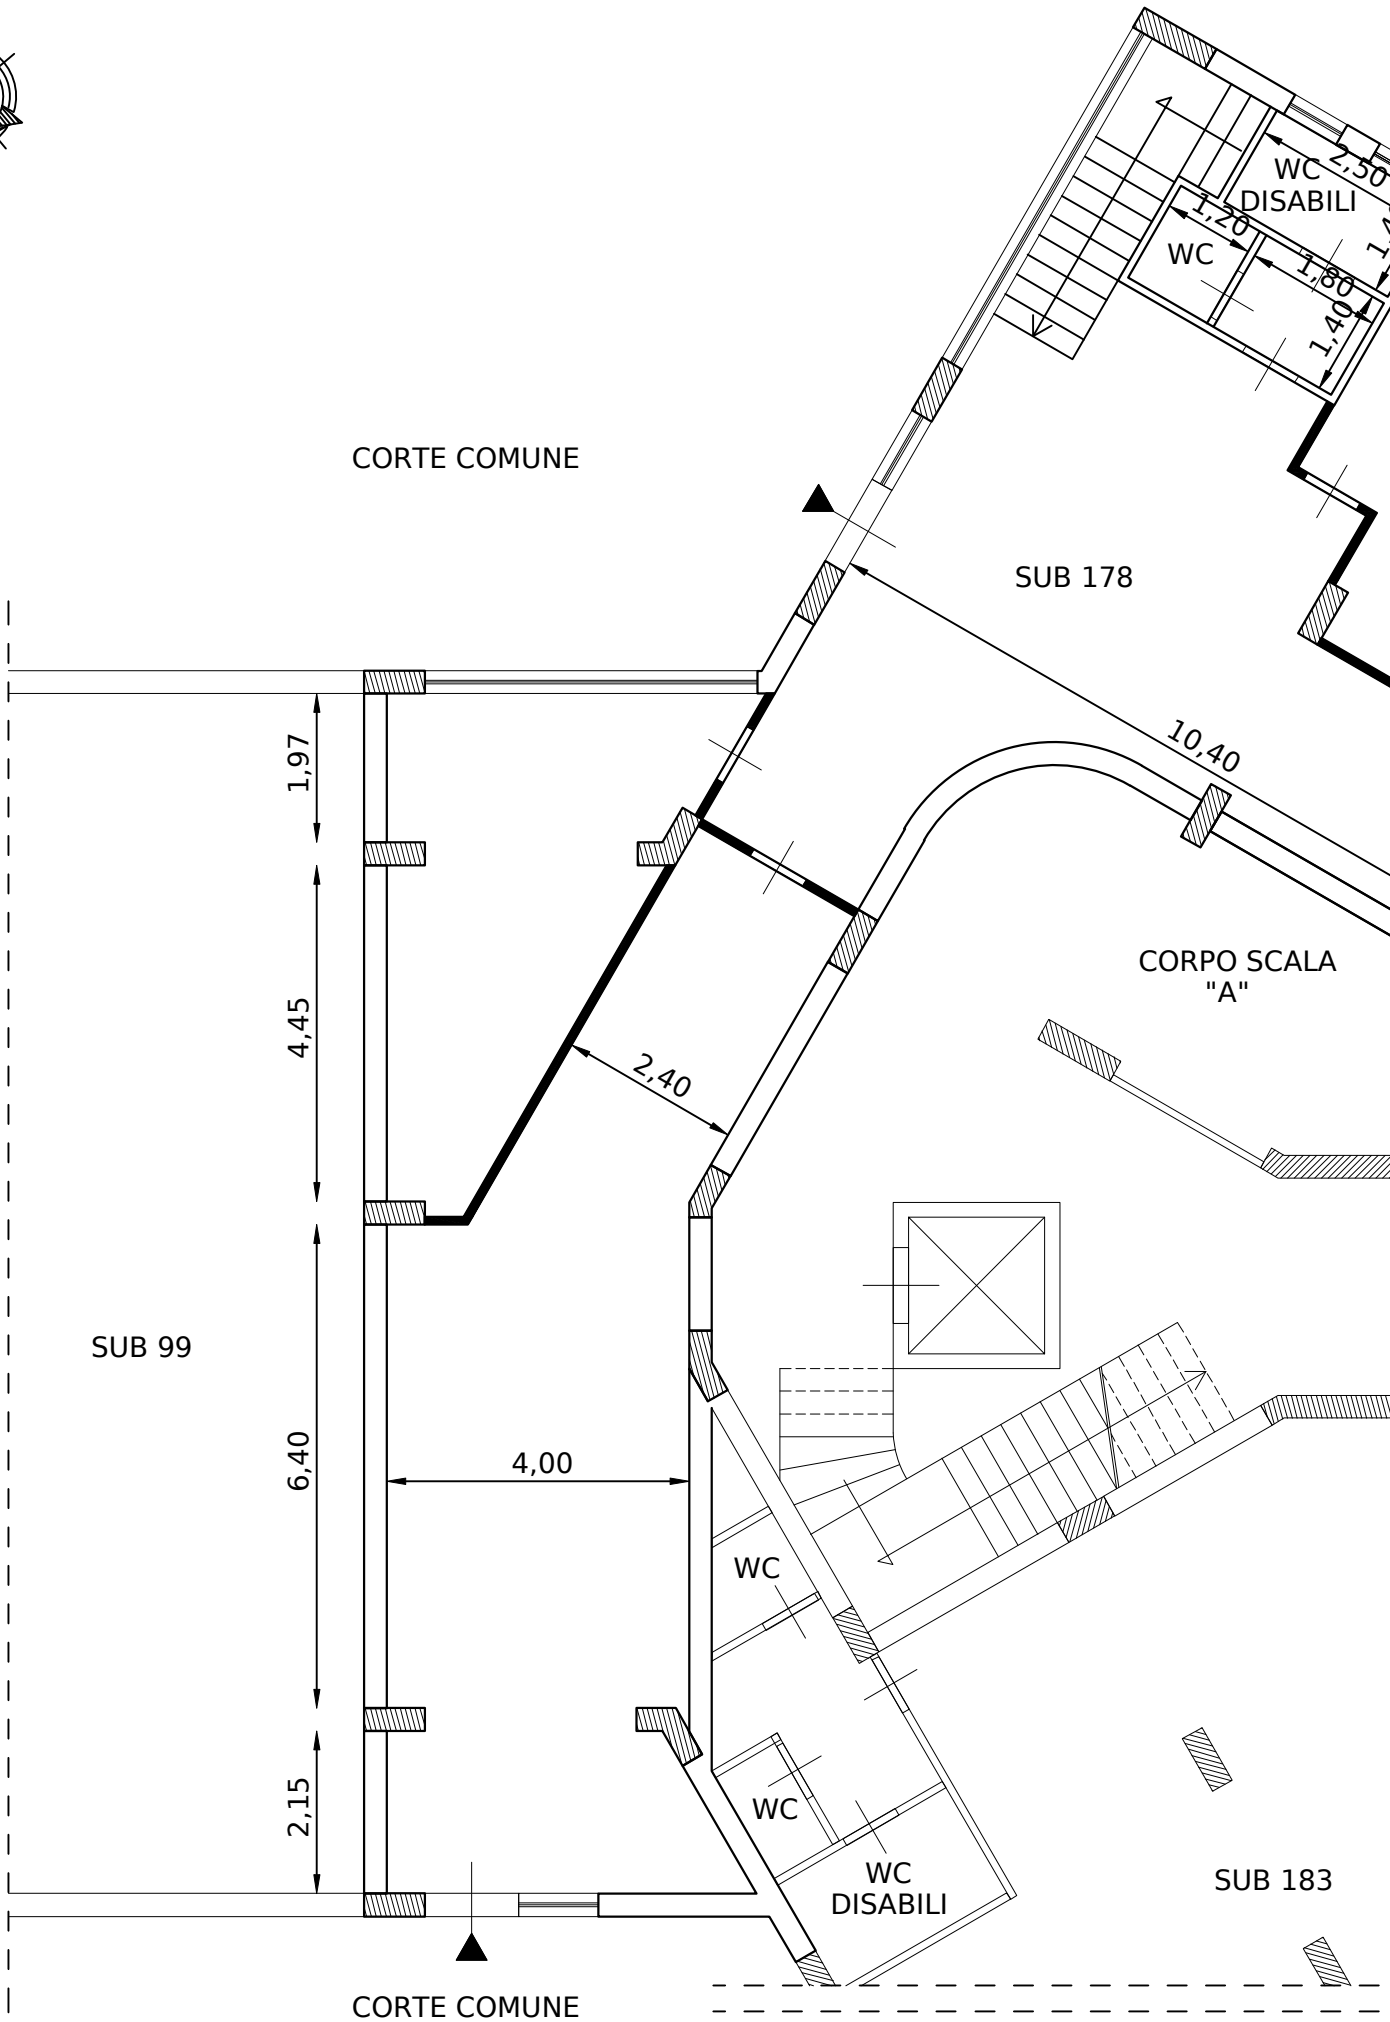 WC
DISABILI
2,50
1,20
WC
1,80
1,40
CORTE COMUNE
SUB 178
10,40
1,97
4,45
2,40
CORPO SCALA
"A"
SUB 99
6,40
4,00
WC
2,15
WC
WC
DISABILI
SUB 183
CORTE COMUNE